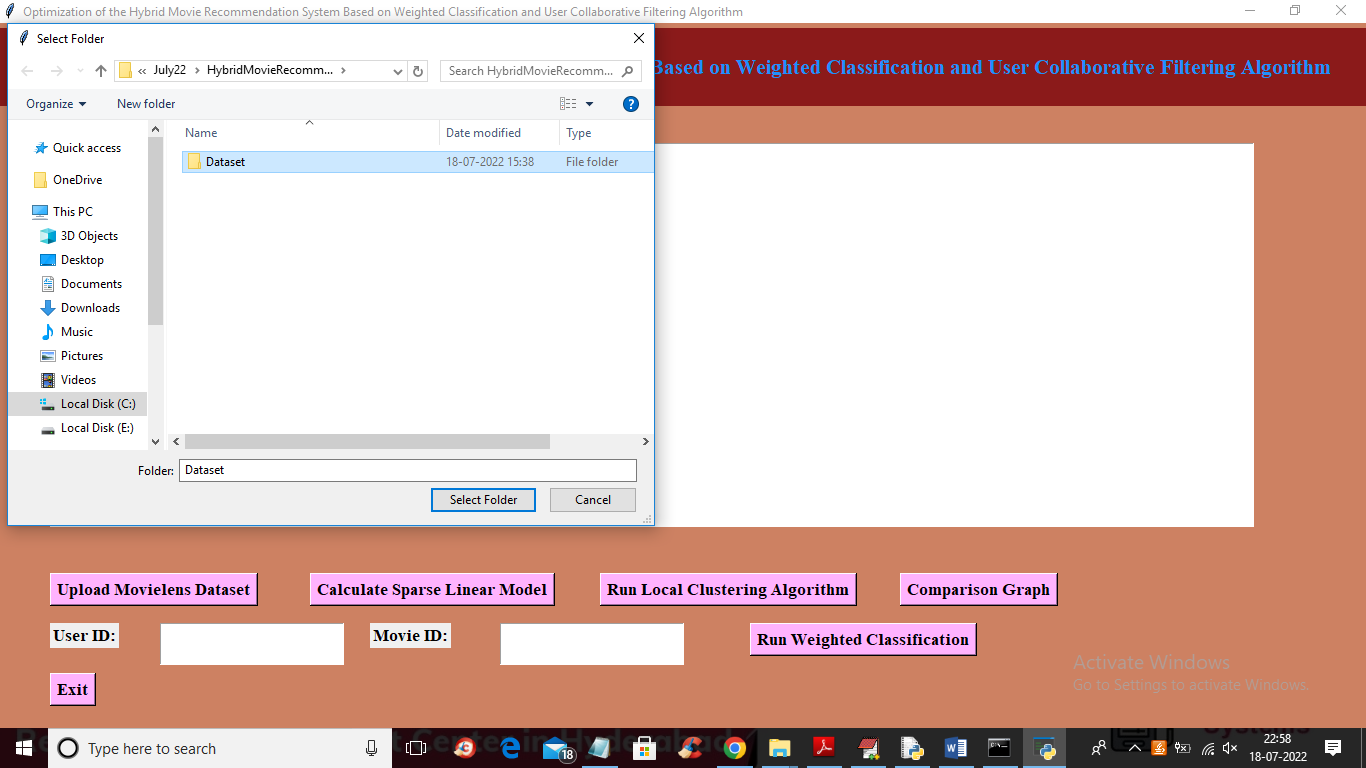 Optimization of the Hybrid Movie Recommendation System Based on Weighted Classification and User Collaborative Filtering Algorithm
Select Folder
Based on Weighted Classification and User Collaborative Filtering Algorithm
« July22 › HybridMovieRecomm... ›
Search HybridMovieRecomm...
Organize
New folder
Name
Date modified
Type
Dataset
18-07-2022 15:38
File folder
Quick access
OneDrive
This PC
3D Objects
Desktop
Documents
Downloads
Music
Pictures
Videos
Local Disk (C:)
Local Disk (E:)
Folder:
Dataset
Select Folder
Cancel
Upload Movielens Dataset
Calculate Sparse Linear Model
Run Local Clustering Algorithm
Comparison Graph
User ID:
Movie ID:
Run Weighted Classification
Activate Windows
Go to Settings to activate Windows.
Exit
Type here to search
18
22:58
18-07-2022